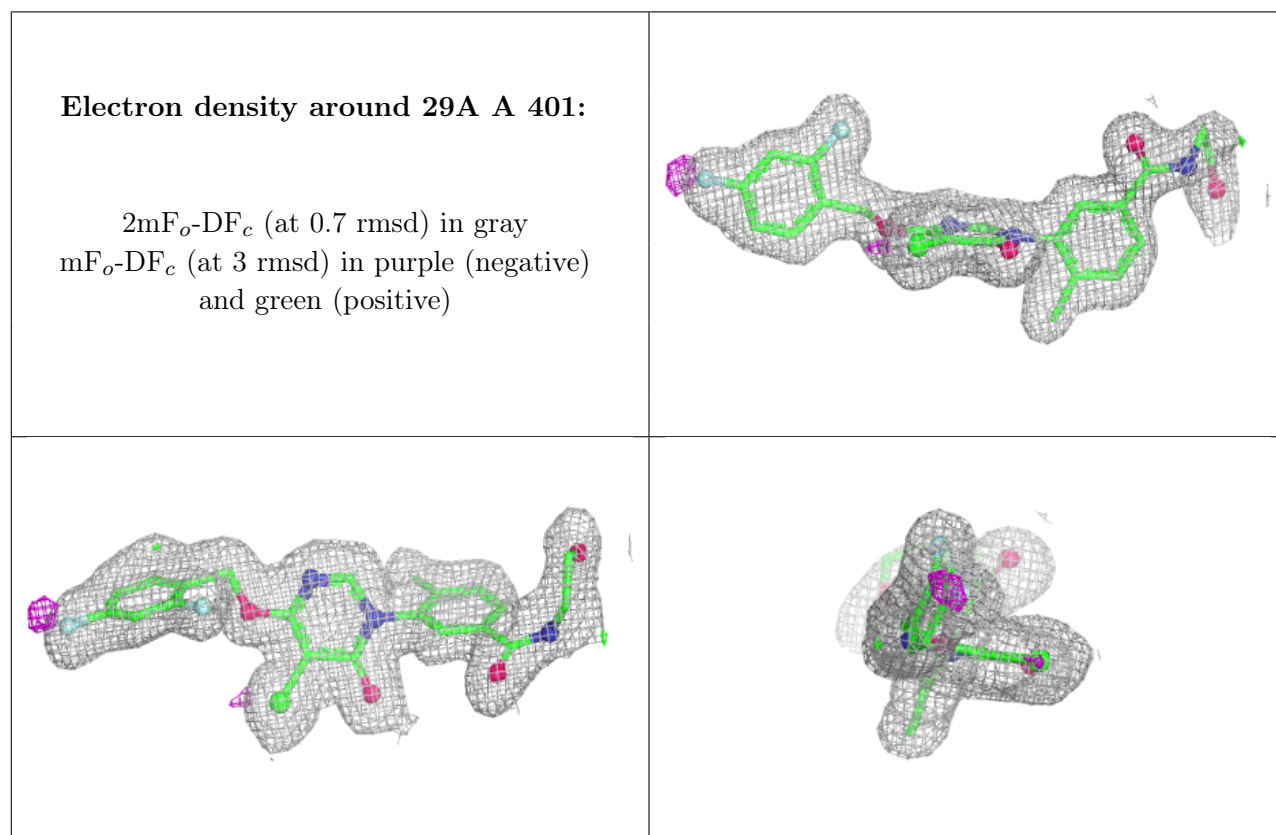 Electron density around 29A A 401:
2mFo-DFc (at 0.7 rmsd) in gray
mFo-DFc (at 3 rmsd) in purple (negative)
and green (positive)